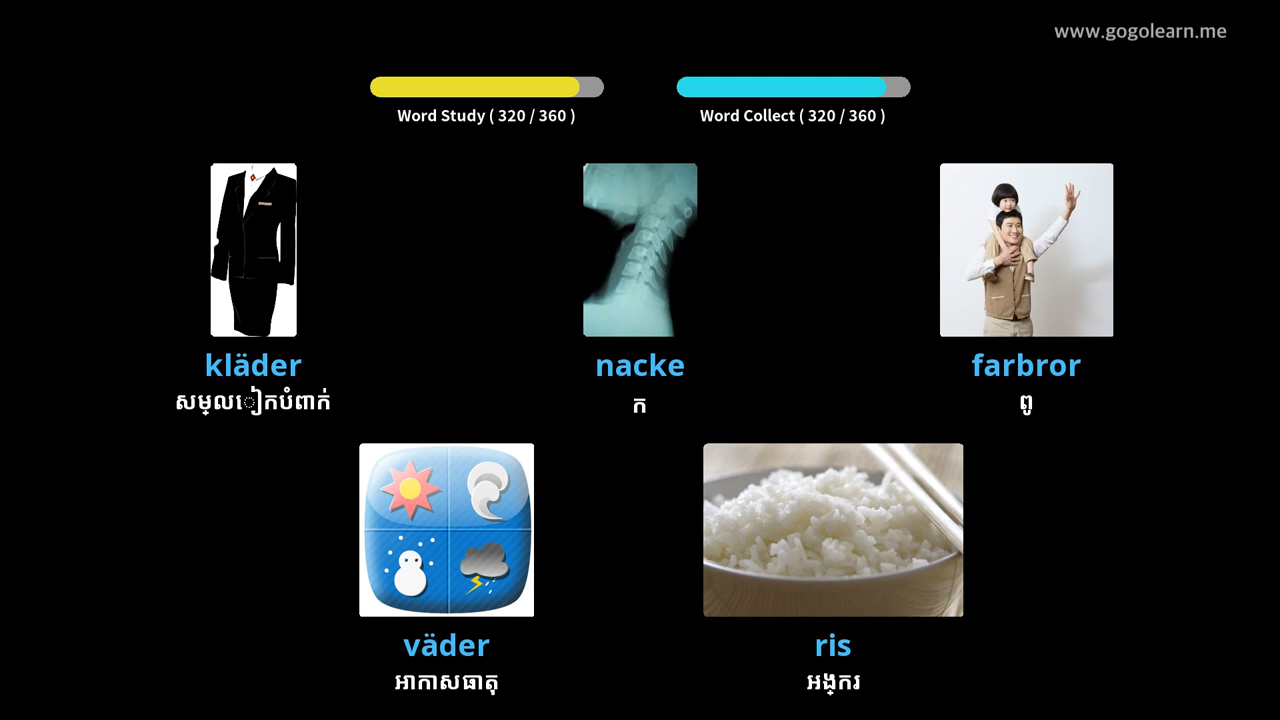 www.gogolearn.me
Word Study ( 320 / 360 )
Word Collect ( 320 / 360 )
kläder
nacke
farbror
សម្លៀកបំពាក់
ក
ពូ
väder
ris
អាកាសធាតុ
អង្ករ